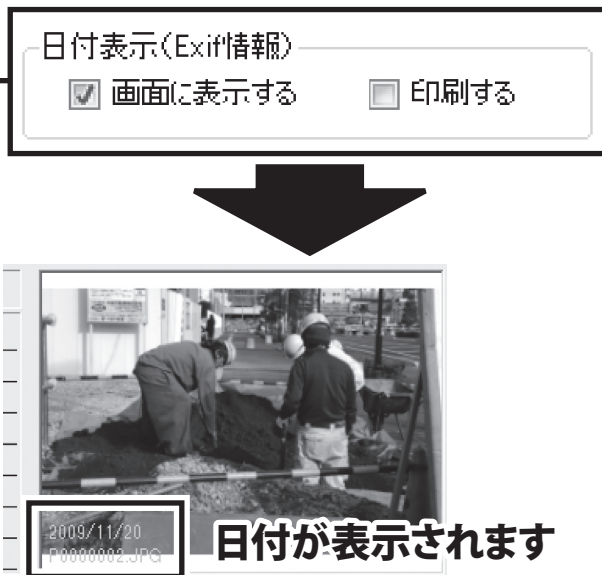 日付表示(Exif情報)
画面に表示する
印刷する
2009/11/20
P0000002.JPG
日付が表示されます